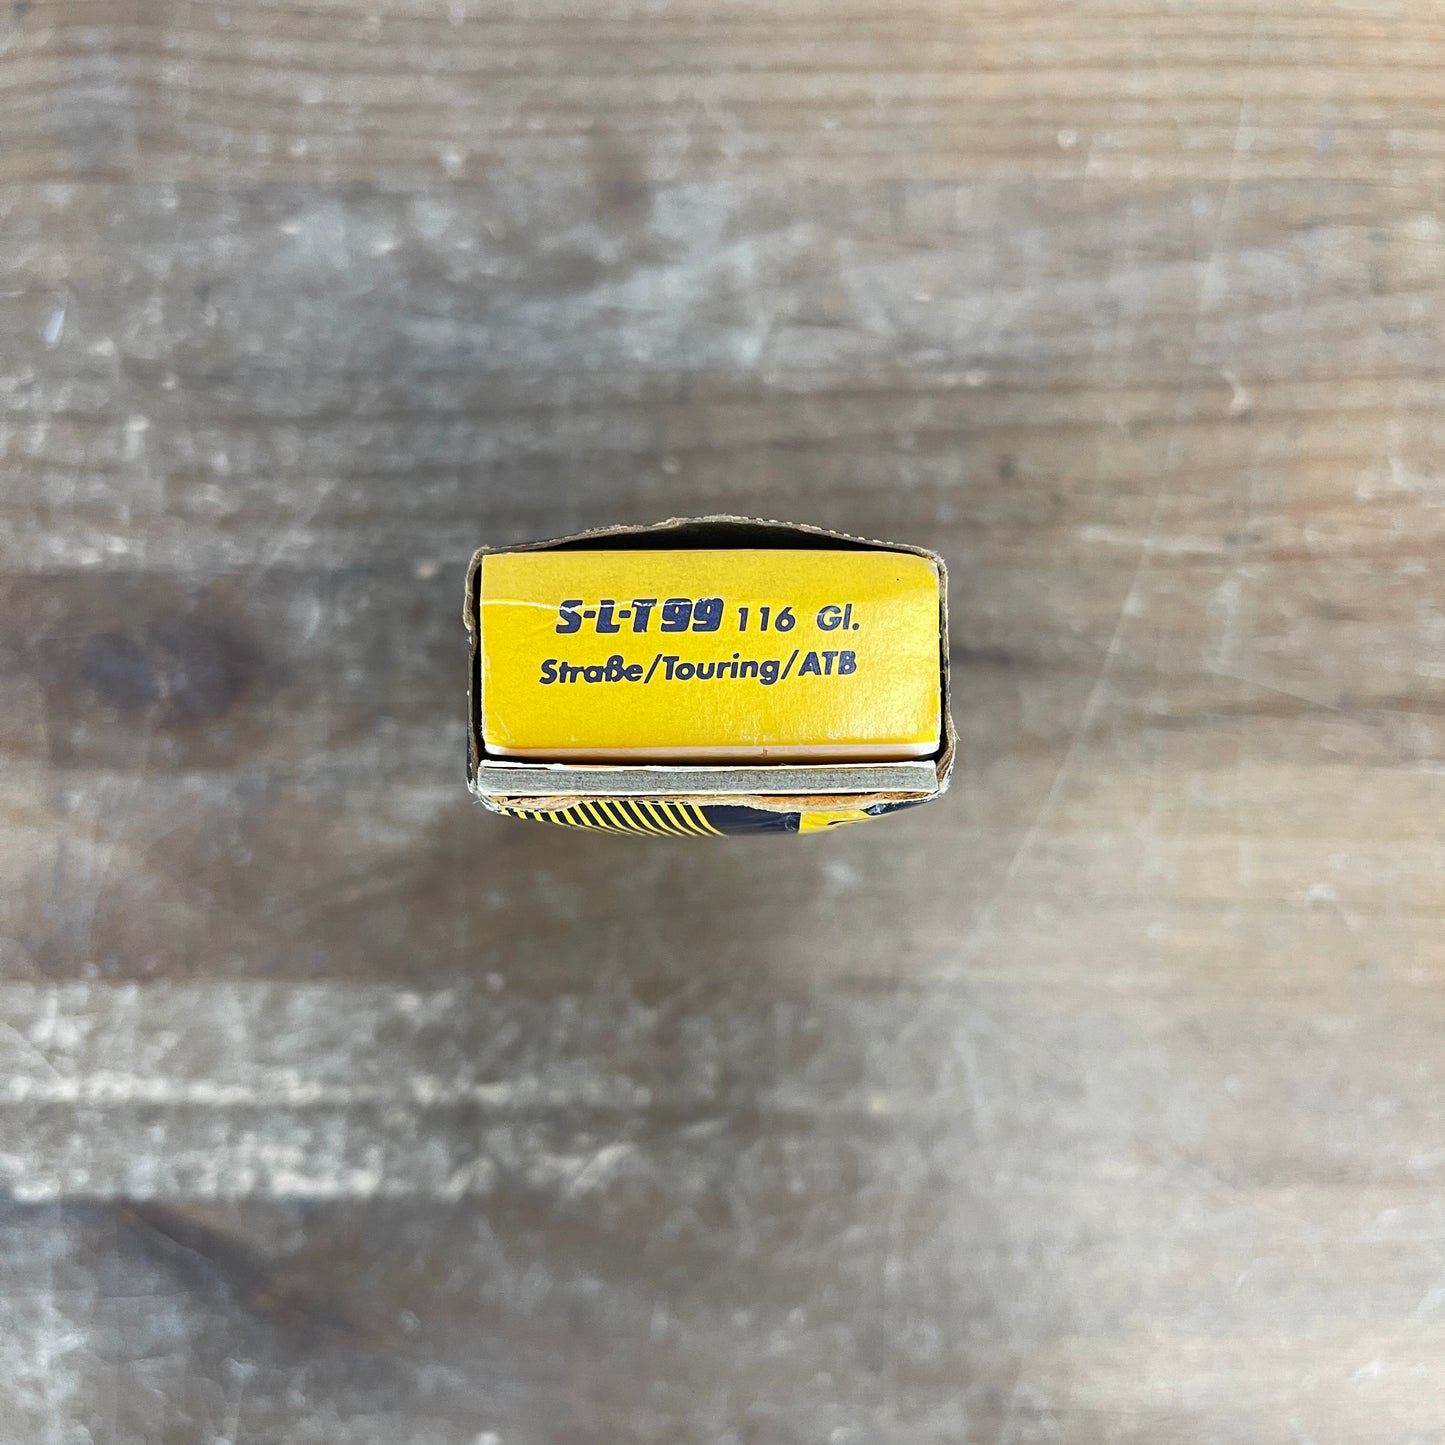 S-L-T99 116 Gl.
Straße/Touring/ATB